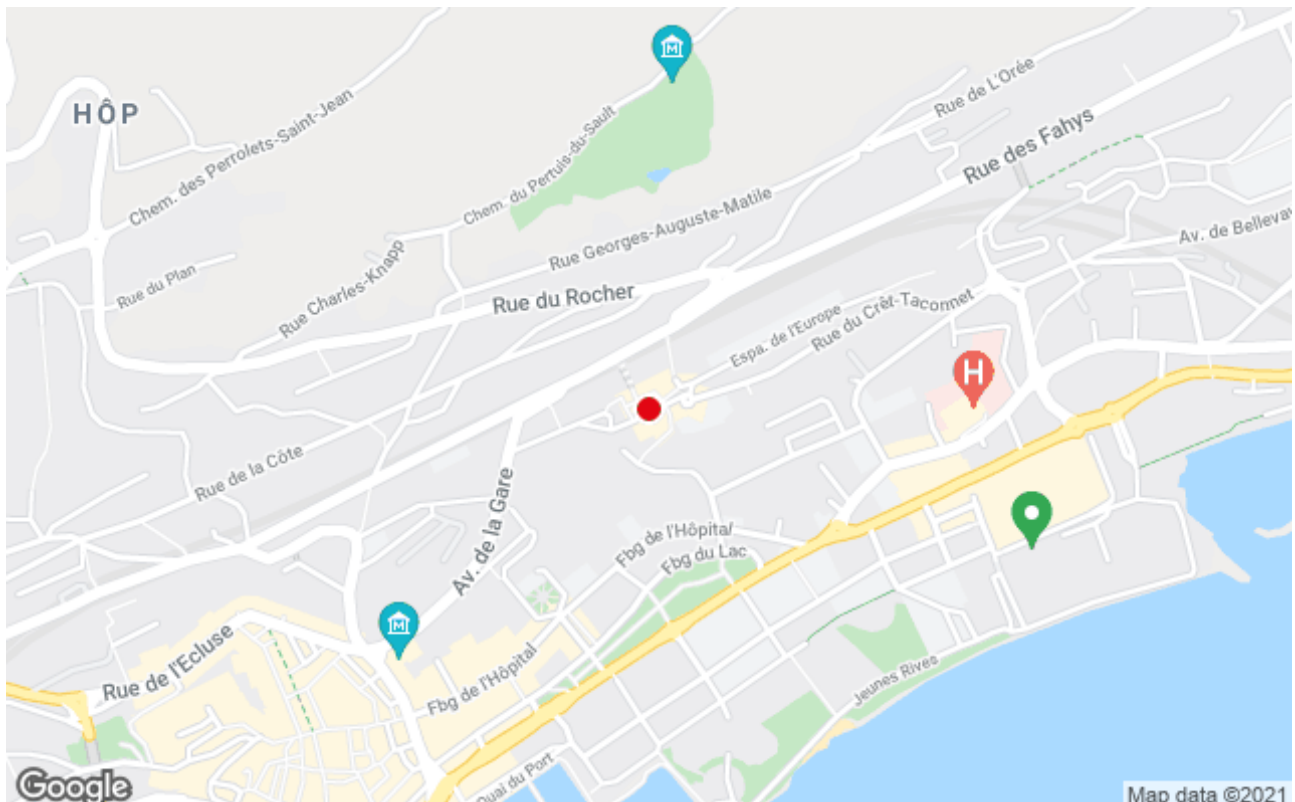 HÔP
Chem. des Perrolets-Saint-Jean
Chem. du Pertuis-du-Sault
Rue de L'Orée
Rue des Fahys
Rue Georges-Auguste-Matile
Av. de Bellevau
Rue du Plan
Rue Charles-Knapp
Rue du Rocher
Espa. de l'Europe
Rue du Crêt-Taconnet
H
Rue de la Côte
Av. de la Gare
Fbg de l'Hôpital
Fbg du Lac
Rue de l'Ecluse
Fbg de l'Hôpital
Jeunes Rives
Quai du Port
Google
Map data ©2021